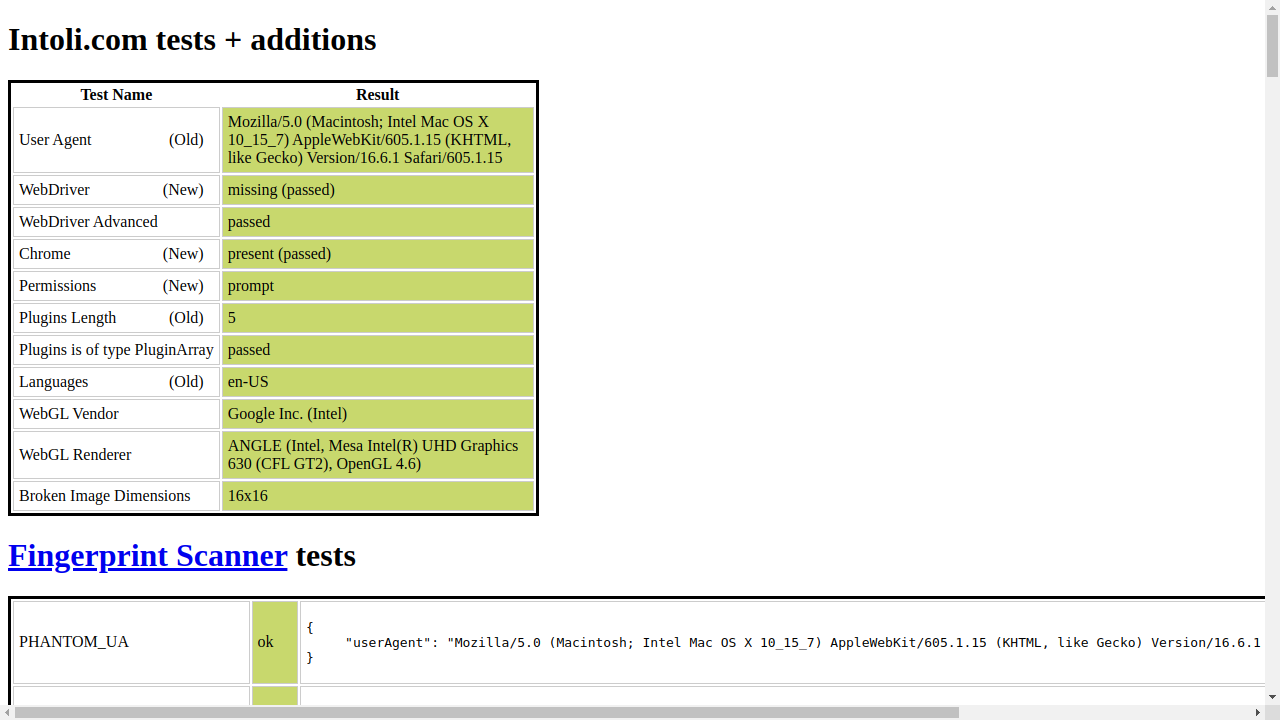 Intoli.com tests + additions
Test Name Result
User Agent (Old) Mozilla/5.0 (Macintosh; Intel Mac OS X
10_15_7) AppleWebKit/605.1.15 (KHTML,
like Gecko) Version/16.6.1 Safari/605.1.15
WebDriver (New) missing (passed)
WebDriver Advanced passed
Chrome (New) present (passed)
Permissions (New) prompt
Plugins Length (Old) 5
Plugins is of type PluginArray passed
Languages (Old) en-US
WebGL Vendor Google Inc. (Intel)
WebGL Renderer ANGLE (Intel, Mesa Intel(R) UHD Graphics
630 (CFL GT2), OpenGL 4.6)
Broken Image Dimensions 16x16
Fingerprint Scanner tests
PHANTOM_UA ok {
"userAgent": "Mozilla/5.0 (Macintosh; Intel Mac OS X 10_15_7) AppleWebKit/605.1.15 (KHTML, like Gecko) Version/16.6.1
}